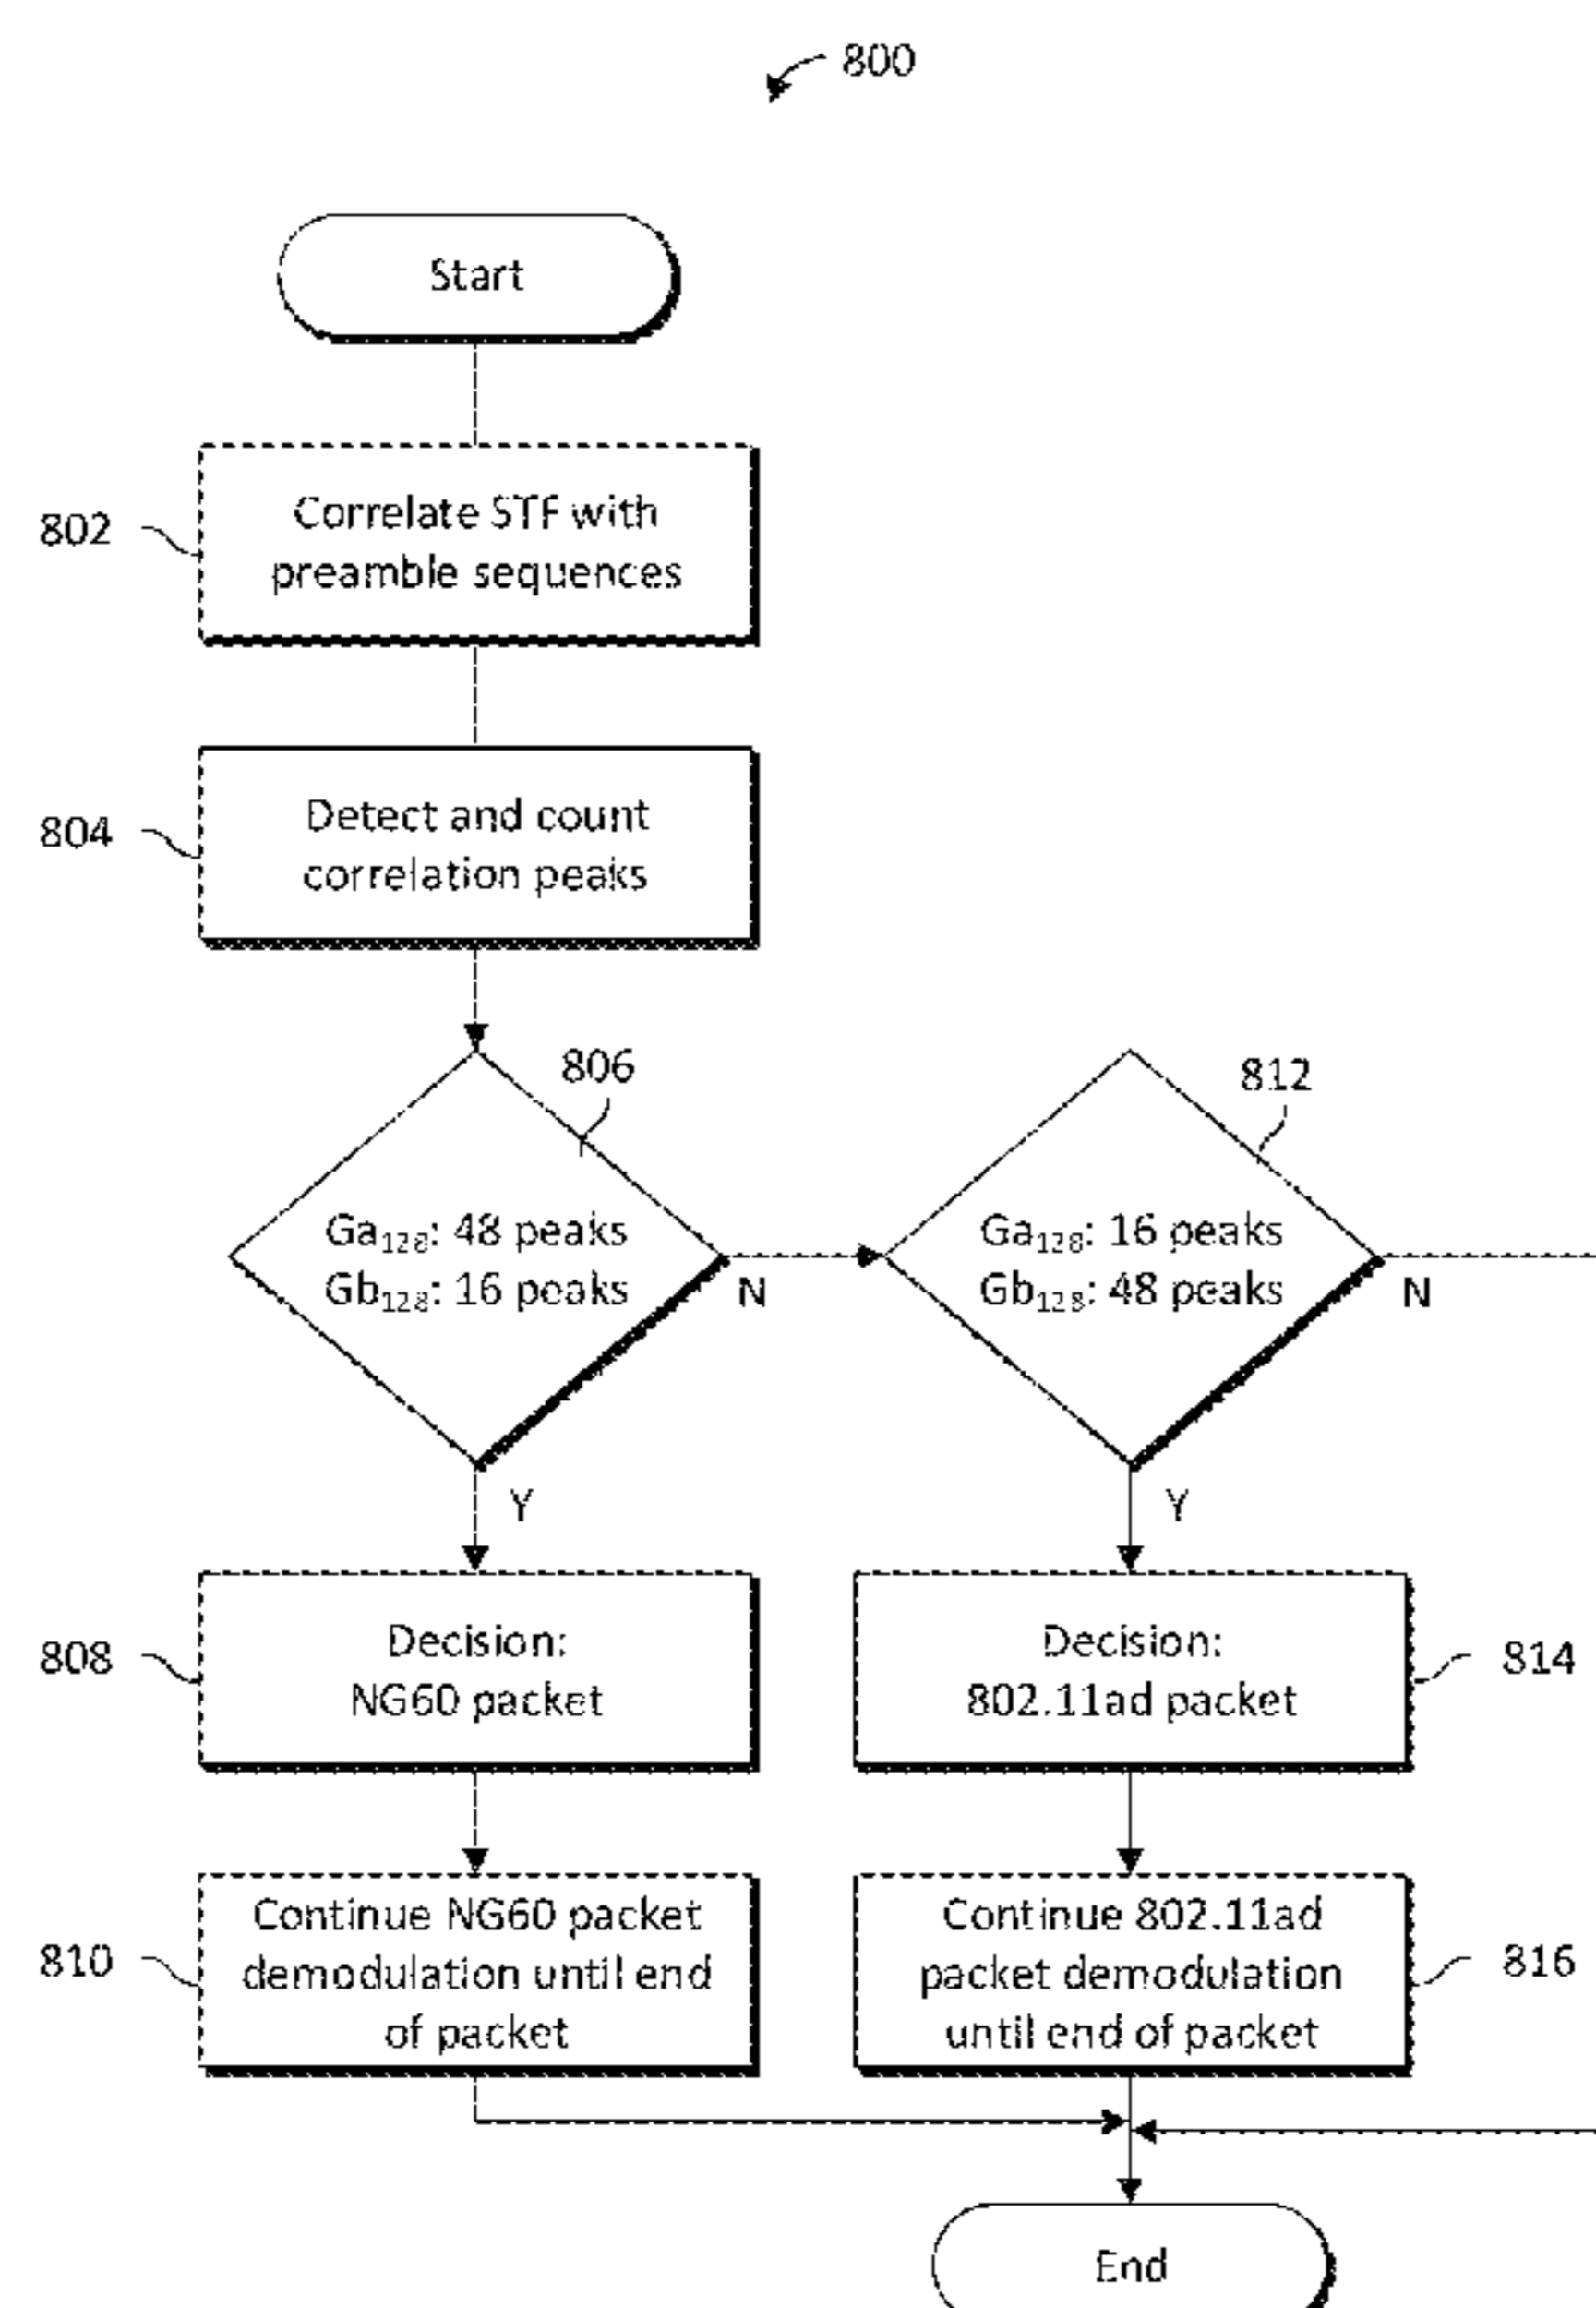 800
Start
802
Correlate STF with
preamble sequences
804
Detect and count
correlation peaks
806
812
Ga128: 48 peaks
Gb128: 16 peaks
N
Ga128: 16 peaks
Gb128: 48 peaks
N
Y
Y
808
Decision:
NG60 packet
Decision:
802.11ad packet
814
810
Continue NG60 packet
demodulation until end
of packet
Continue 802.11ad
packet demodulation
until end of packet
816
End